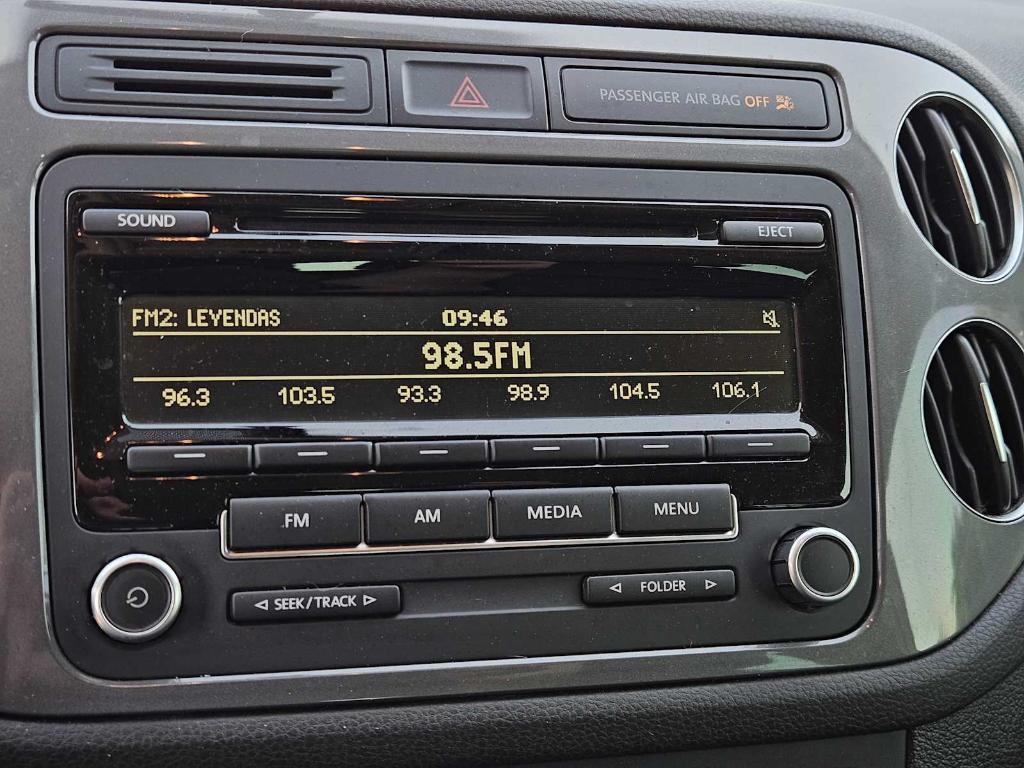 PASSENGER AIR BAG OFF
SOUND
EJECT
FM2: LEYENDAS 09:46
98.5FM
96.3 103.5 93.3 98.9 104.5 106.1
FM AM MEDIA MENU
SEEK/TRACK FOLDER